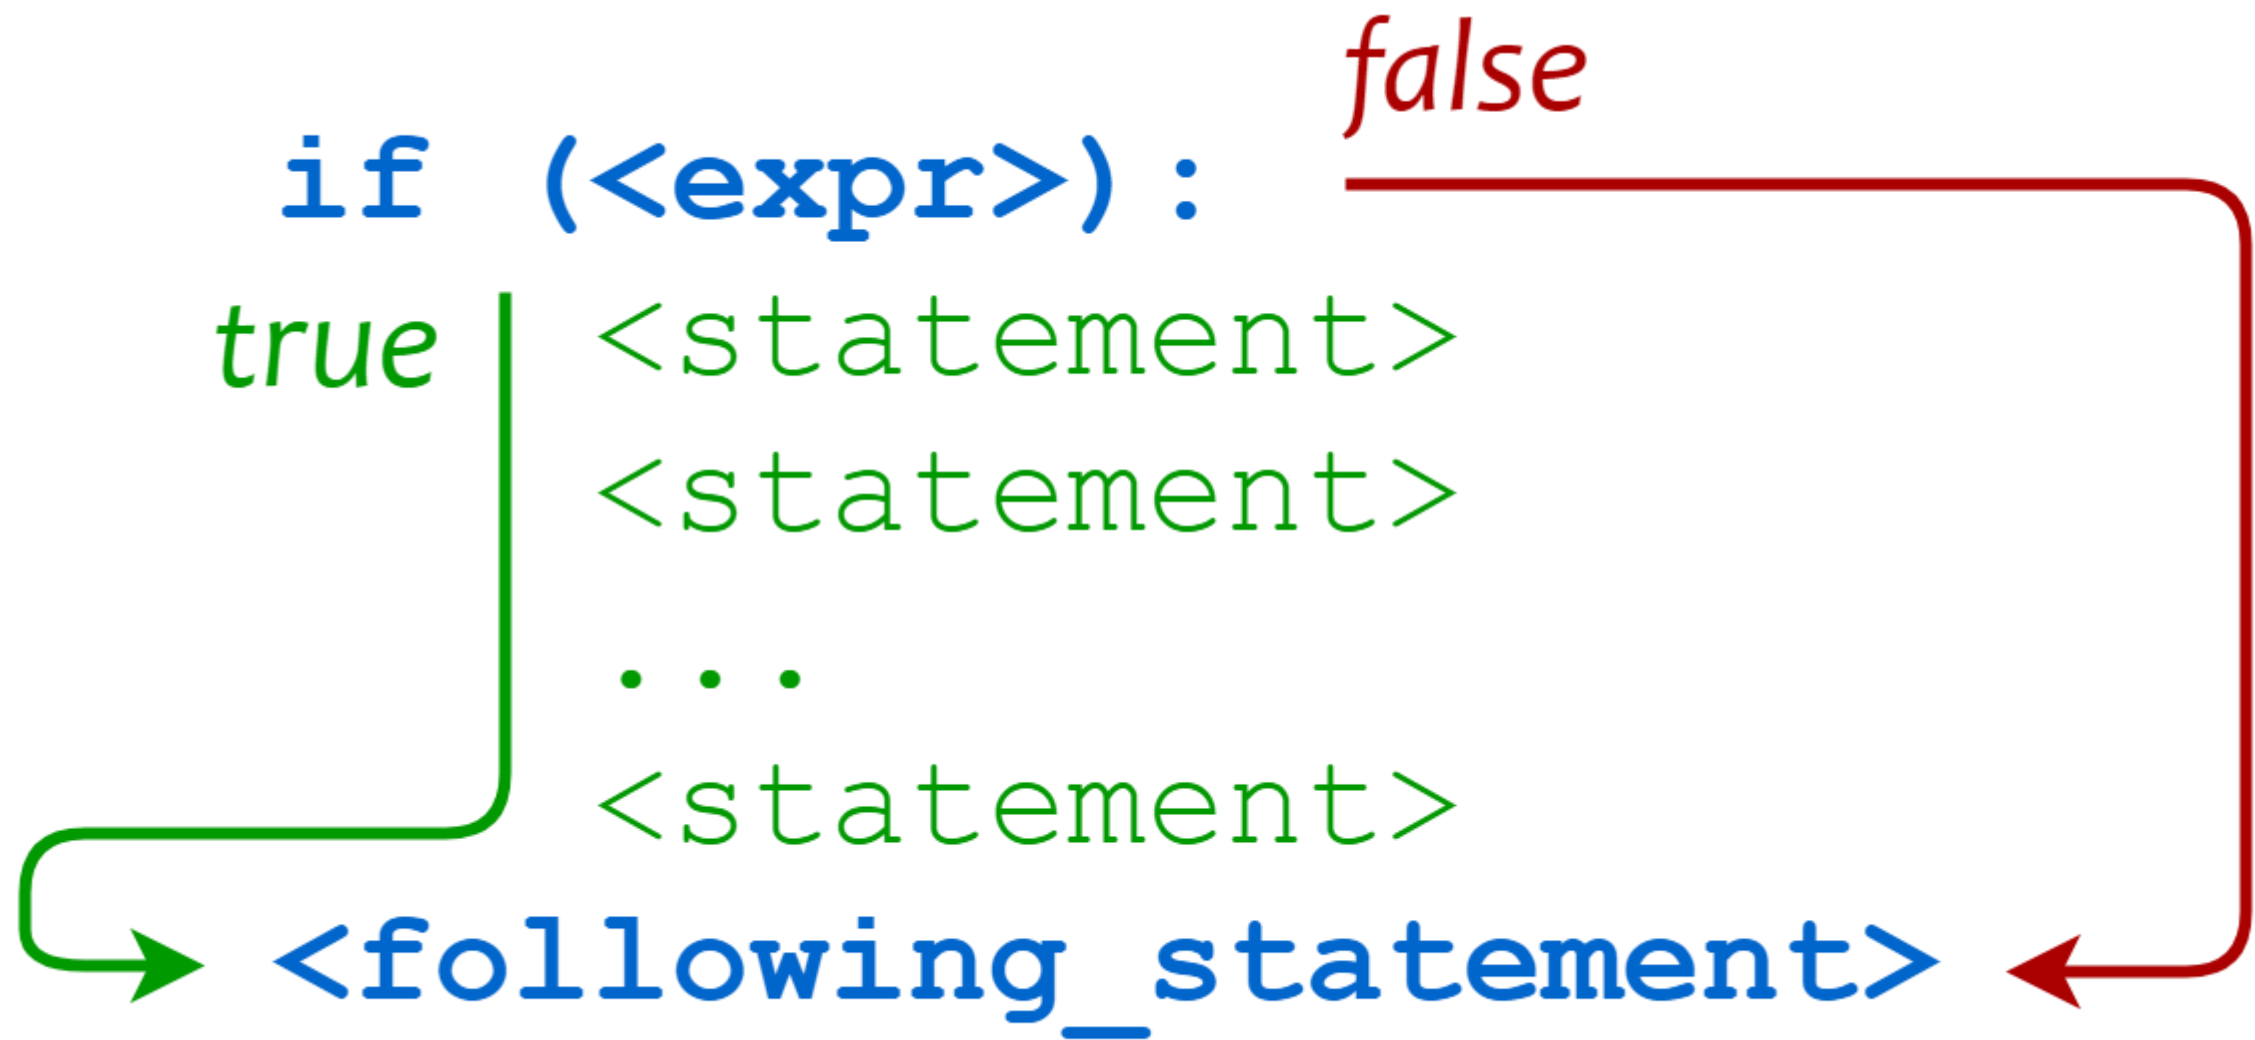 false
if (<expr>):
true
<statement>
<statement>
...
<statement>
<following_statement>